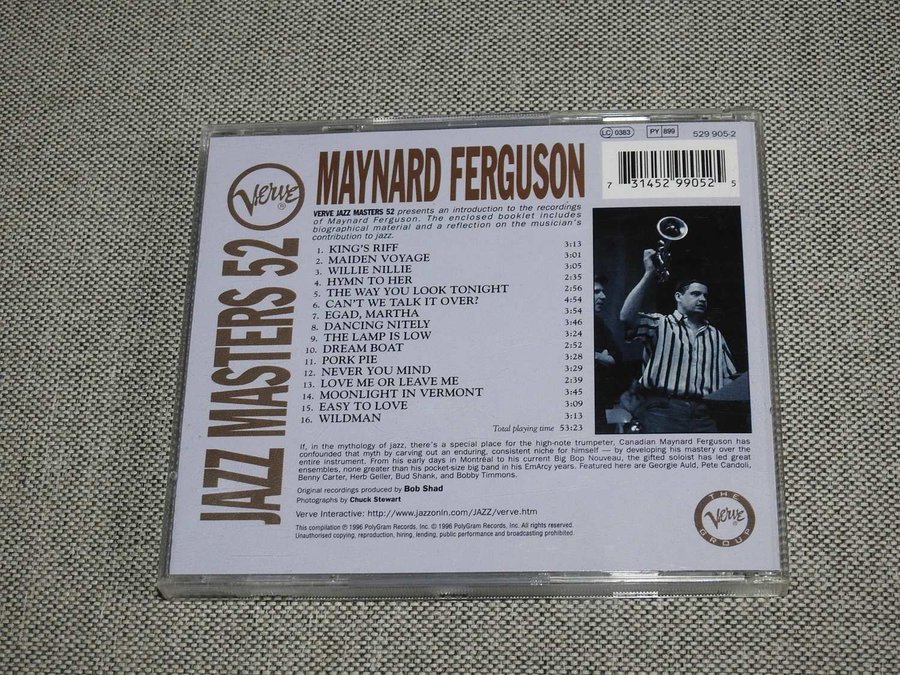 LC 0383
PY 899
529 905-2
Verve
MAYNARD FERGUSON
7 31452 99052 5
JAZZ MASTERS 52
VERVE JAZZ MASTERS 52 presents an introduction to the recordings
of Maynard Ferguson. The enclosed booklet includes
biographical material and a reflection on the musician's
contribution to jazz.
1. KING'S RIFF 3:13
2. MAIDEN VOYAGE 3:01
3. WILLIE NILLIE 3:05
4. HYMN TO HER 2:35
5. THE WAY YOU LOOK TONIGHT 2:56
6. CAN'T WE TALK IT OVER? 4:54
7. EGAD, MARTHA 3:54
8. DANCING NITELY 3:46
9. THE LAMP IS LOW 3:24
10. DREAM BOAT 2:52
11. PORK PIE 3:28
12. NEVER YOU MIND 3:29
13. LOVE ME OR LEAVE ME 2:39
14. MOONLIGHT IN VERMONT 3:45
15. EASY TO LOVE 3:09
16. WILDMAN 3:13
Total playing time 53:23
If, in the mythology of jazz, there's a special place for the high-note trumpeter, Canadian Maynard Ferguson has
confounded that myth by carving out an enduring, consistent niche for himself — by developing his mastery over the
entire instrument. From his early days in Montréal to his current Big Bop Nouveau, the gifted soloist has led great
ensembles, none greater than his pocket-size big band in his EmArcy years. Featured here are Georgie Auld, Pete Candoli,
Benny Carter, Herb Geller, Bud Shank, and Bobby Timmons.
Original recordings produced by Bob Shad
Photographs by Chuck Stewart
Verve Interactive: http://www.jazzonln.com/JAZZ/verve.htm
This compilation ℗ 1996 PolyGram Records, Inc. © 1996 PolyGram Records, Inc. All rights reserved.
Unauthorised copying, reproduction, hiring, lending, public performance and broadcasting prohibited.
THE
Verve
GROUP